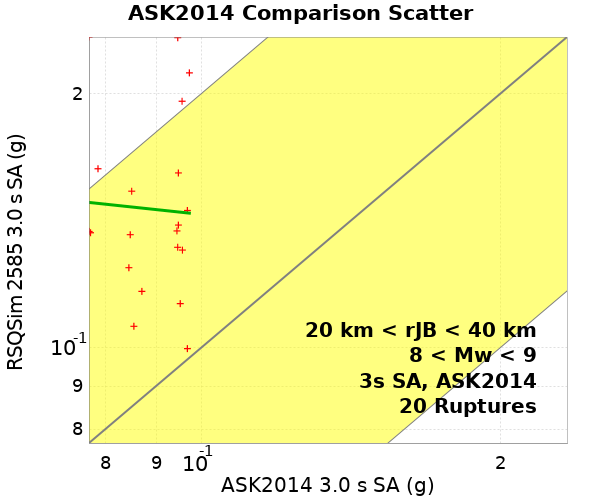 ASK2014 Comparison Scatter
RSQSim 2585 3.0 s SA (g)
2
10-1
9
8
20 km < rJB < 40 km
8 < Mw < 9
3s SA, ASK2014
20 Ruptures
8 9 10-1 2
ASK2014 3.0 s SA (g)